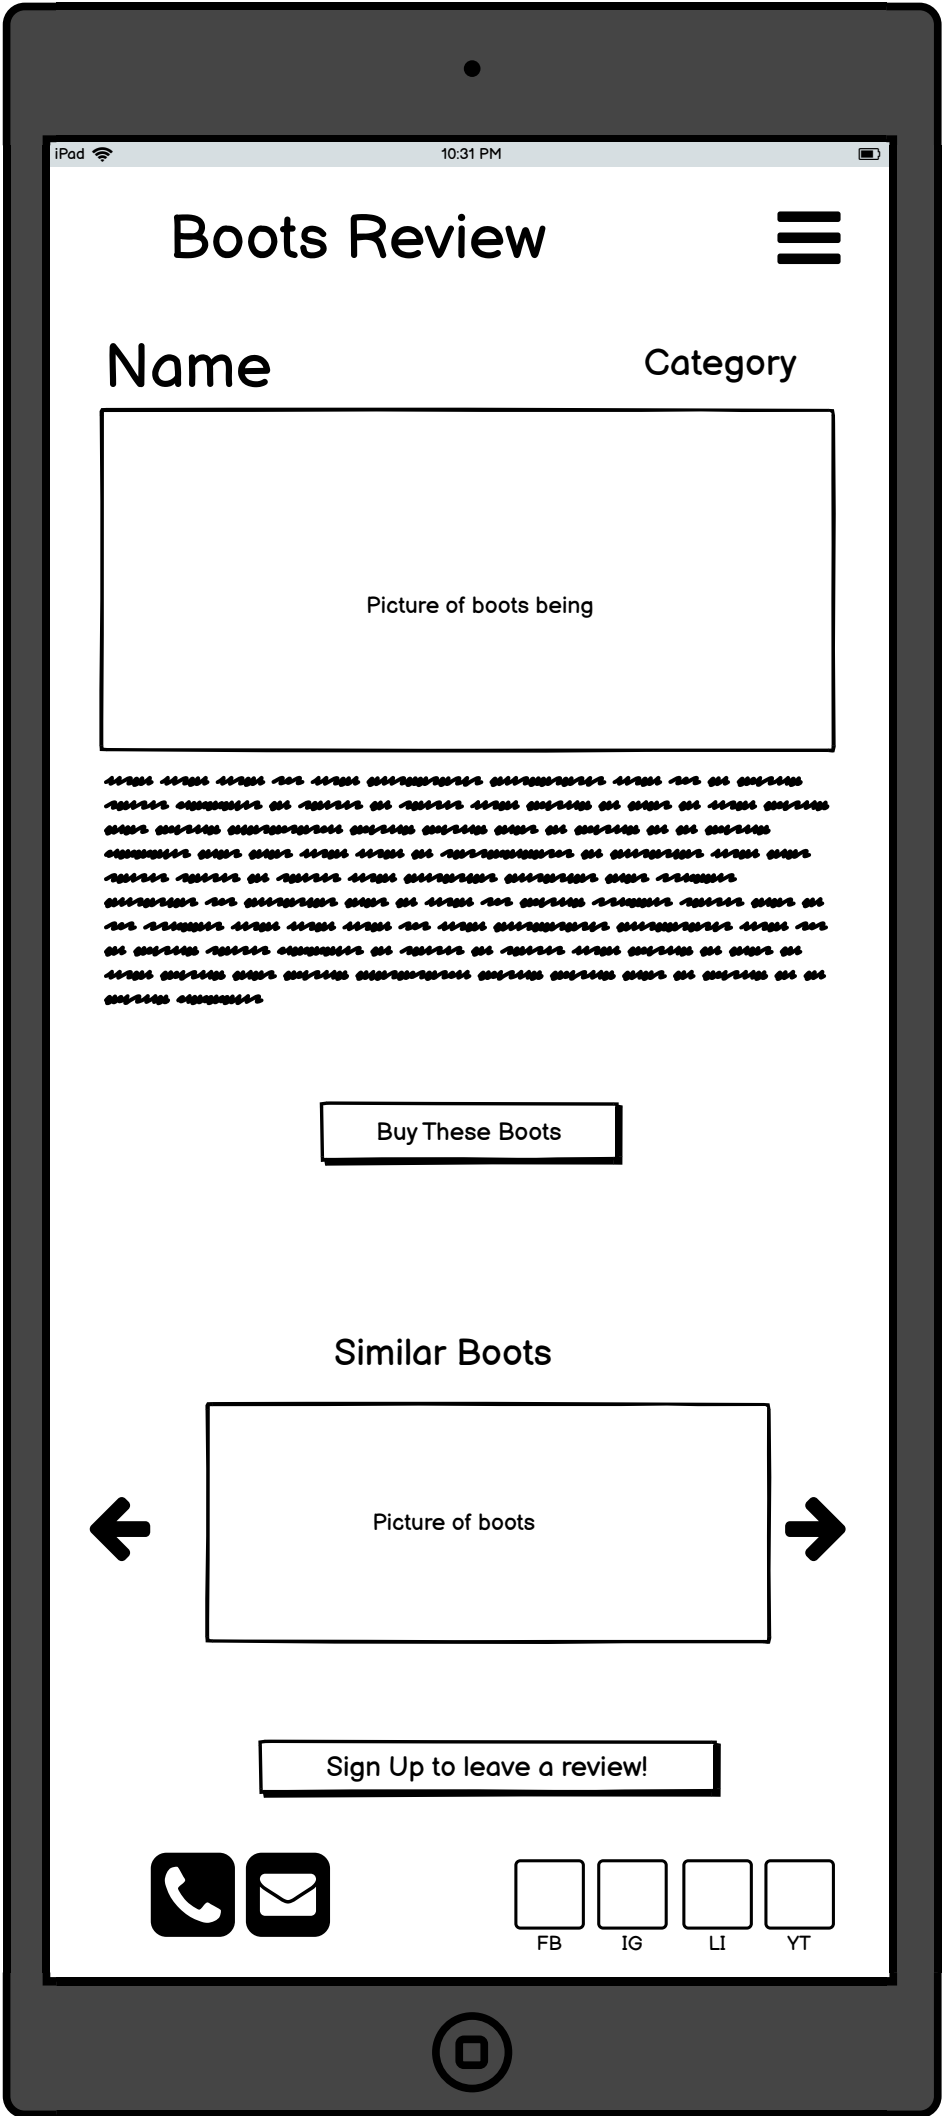 iPad 10:31 PM
Boots Review
Name Category
Picture of boots being
Buy These Boots
Similar Boots
Picture of boots
Sign Up to leave a review!
FB IG LI YT